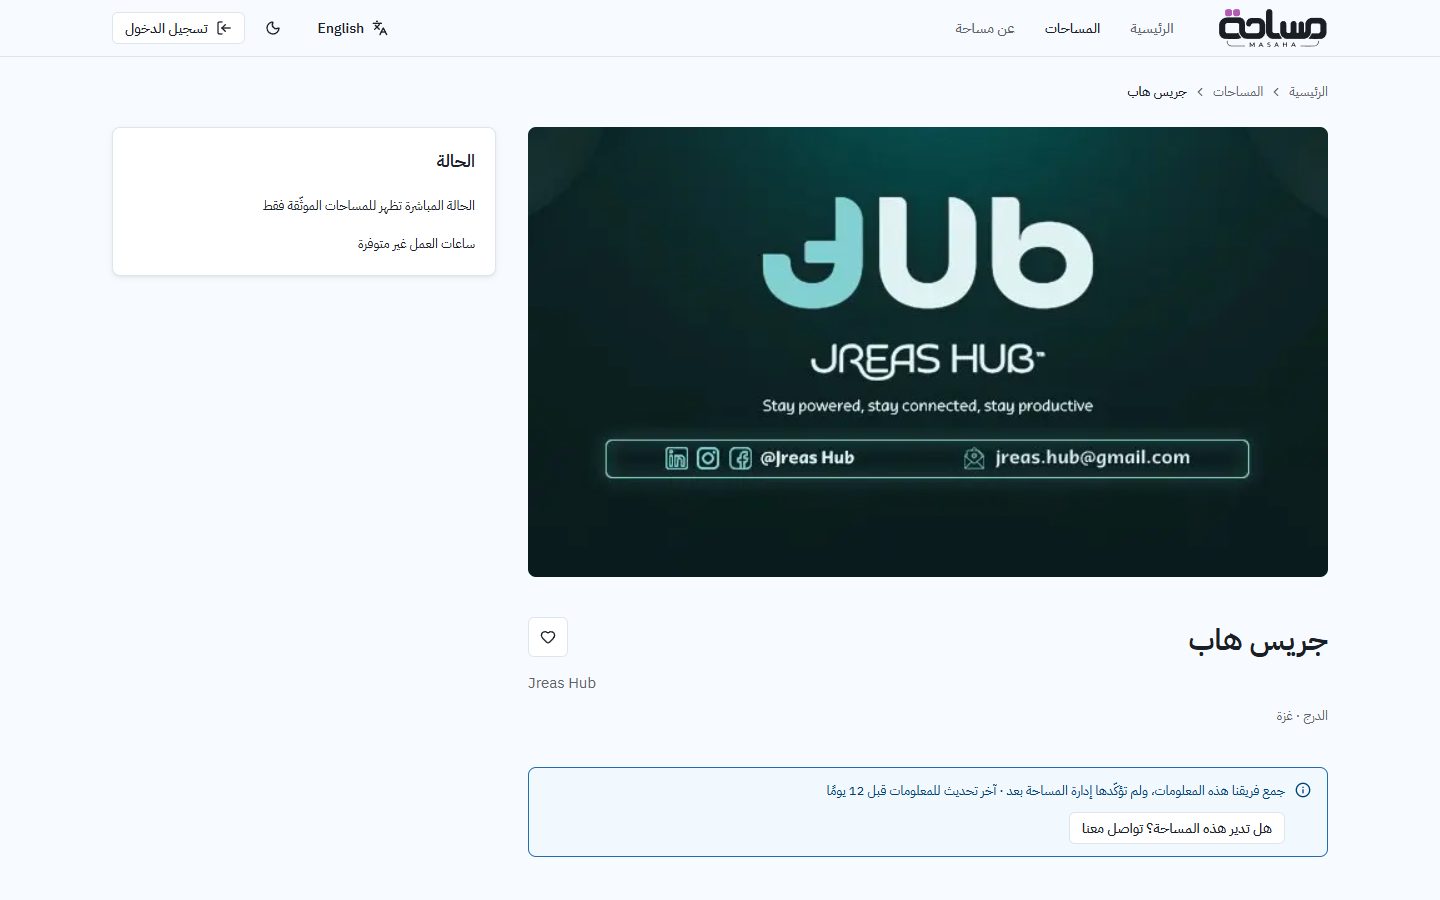 مساحة
MASAHA
الرئيسية
المساحات
عن مساحة
English
تسجيل الدخول
الرئيسية
المساحات
جريس هاب
JUb
JREAS HUB™
Stay powered, stay connected, stay productive
@Jreas Hub
jreas.hub@gmail.com
جريس هاب
Jreas Hub
الدرج · غزة
جمع فريقنا هذه المعلومات، ولم تؤكّدها إدارة المساحة بعد · آخر تحديث للمعلومات قبل 12 يومًا
هل تدير هذه المساحة؟ تواصل معنا
الحالة
الحالة المباشرة تظهر للمساحات الموثّقة فقط
ساعات العمل غير متوفرة